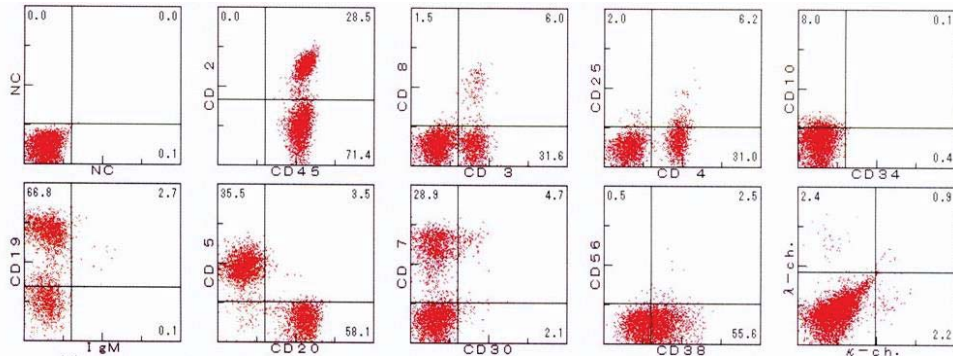 0.0 0.0
NC
0.1
NC
0.0 28.5
CD 2
71.4
CD45
1.5 6.0
CD 8
31.6
CD 3
2.0 6.2
CD25
31.0
CD 4
8.0 0.1
CD10
0.4
CD34
66.8 2.7
CD19
0.1
IgM
35.5 3.5
CD 5
58.1
CD20
28.9 4.7
CD 7
2.1
CD30
0.5 2.5
CD56
55.6
CD38
2.4 0.9
λ-ch.
2.2
κ-ch.